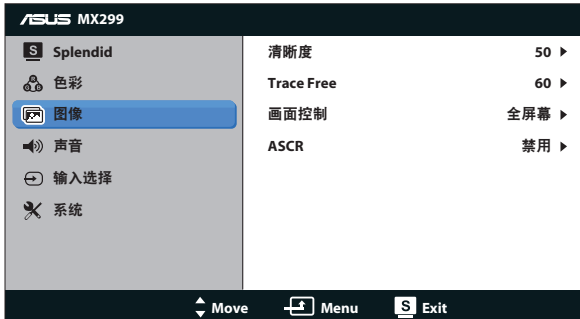 ASUS MX299
S Splendid
色彩
图像
声音
输入选择
系统
清晰度 50
Trace Free 60
画面控制 全屏幕
ASCR 禁用
Move Menu S Exit